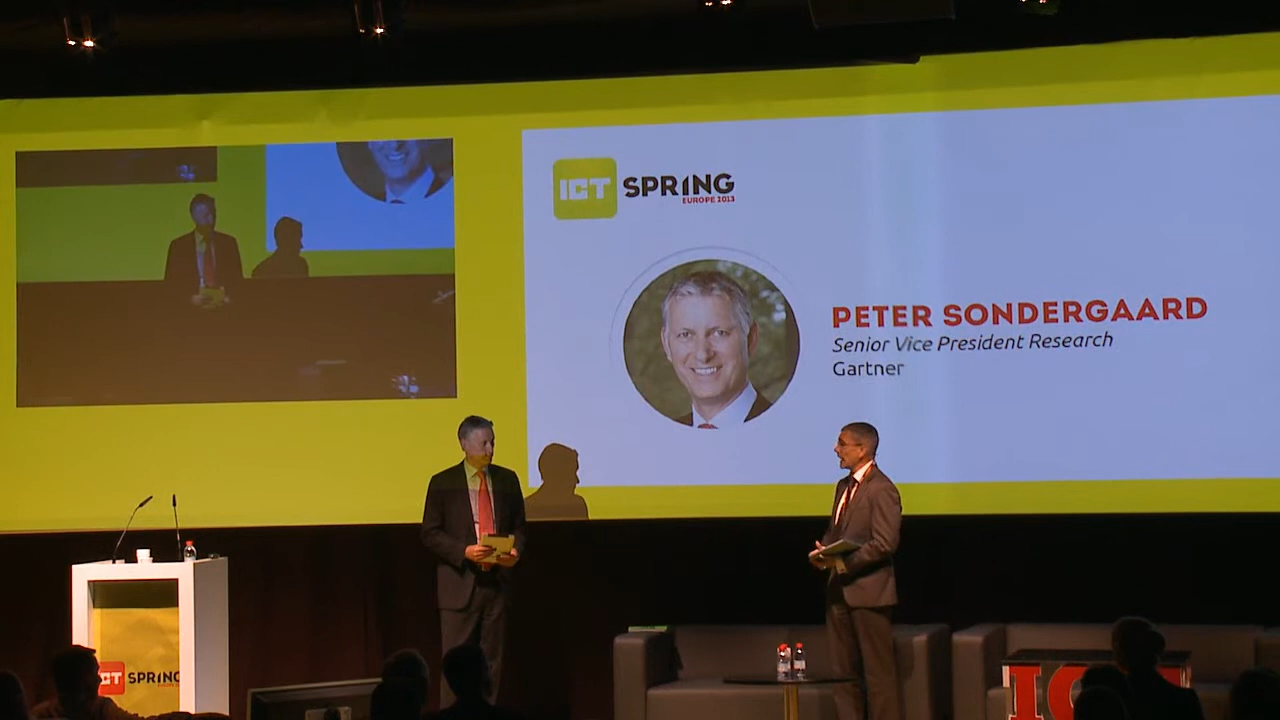 ICT SPRING
EUROPE 2013
PETER SONDERGAARD
Senior Vice President Research
Gartner
ICT SPRING